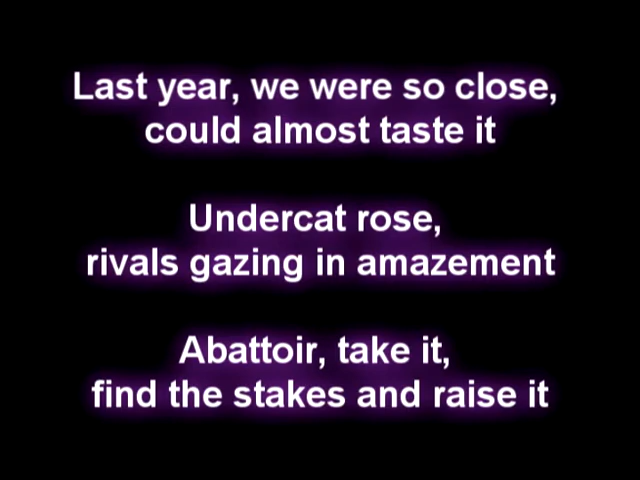 Last year, we were so close,
could almost taste it
Undercat rose,
rivals gazing in amazement
Abattoir, take it,
find the stakes and raise it